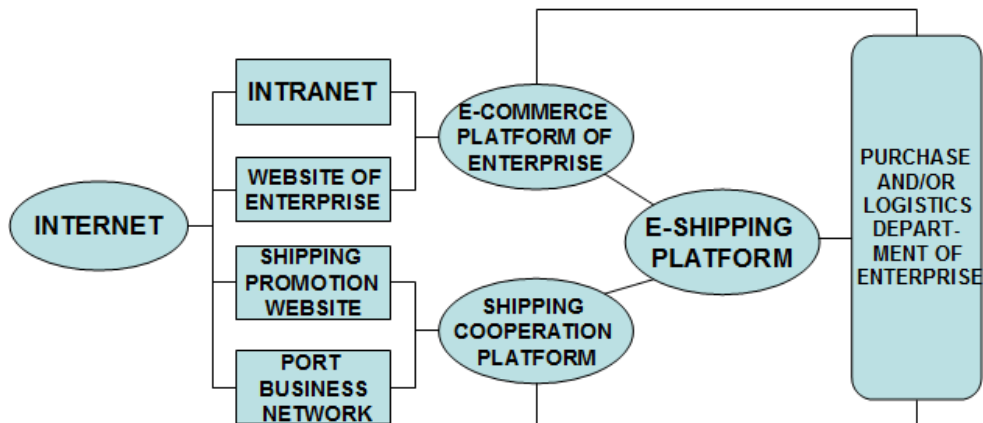 INTERNET
INTRANET
WEBSITE OF
ENTERPRISE
SHIPPING
PROMOTION
WEBSITE
PORT
BUSINESS
NETWORK
E-COMMERCE
PLATFORM OF
ENTERPRISE
SHIPPING
COOPERATION
PLATFORM
E-SHIPPING
PLATFORM
PURCHASE
AND/OR
LOGISTICS
DEPART-
MENT OF
ENTERPRISE